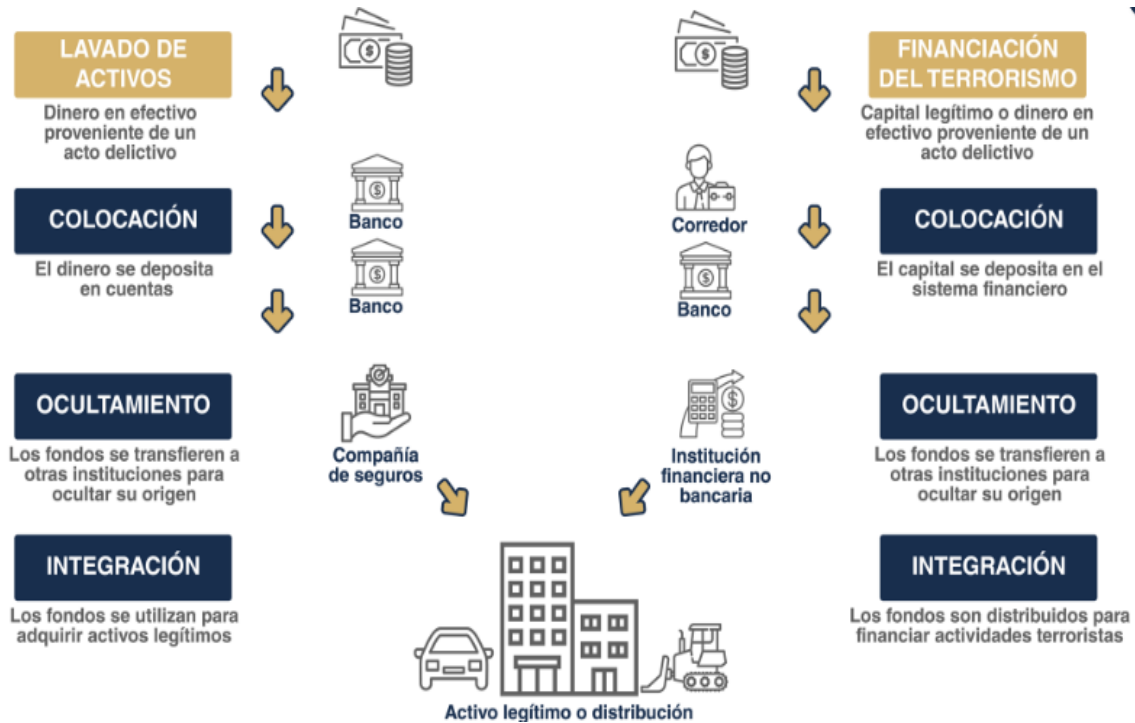 LAVADO DE
ACTIVOS
Dinero en efectivo
proveniente de un
acto delictivo
COLOCACIÓN
El dinero se deposita
en cuentas
OCULTAMIENTO
Los fondos se transfieren a
otras instituciones para
ocultar su origen
INTEGRACIÓN
Los fondos se utilizan para
adquirir activos legítimos
Banco
Banco
Compañía
de seguros
Corredor
Banco
Institución
financiera no
bancaria
Activo legítimo o distribución
FINANCIACIÓN
DEL TERRORISMO
Capital legítimo o dinero en
efectivo proveniente de un
acto delictivo
COLOCACIÓN
El capital se deposita en el
sistema financiero
OCULTAMIENTO
Los fondos se transfieren a
otras instituciones para
ocultar su origen
INTEGRACIÓN
Los fondos son distribuidos para
financiar actividades terroristas